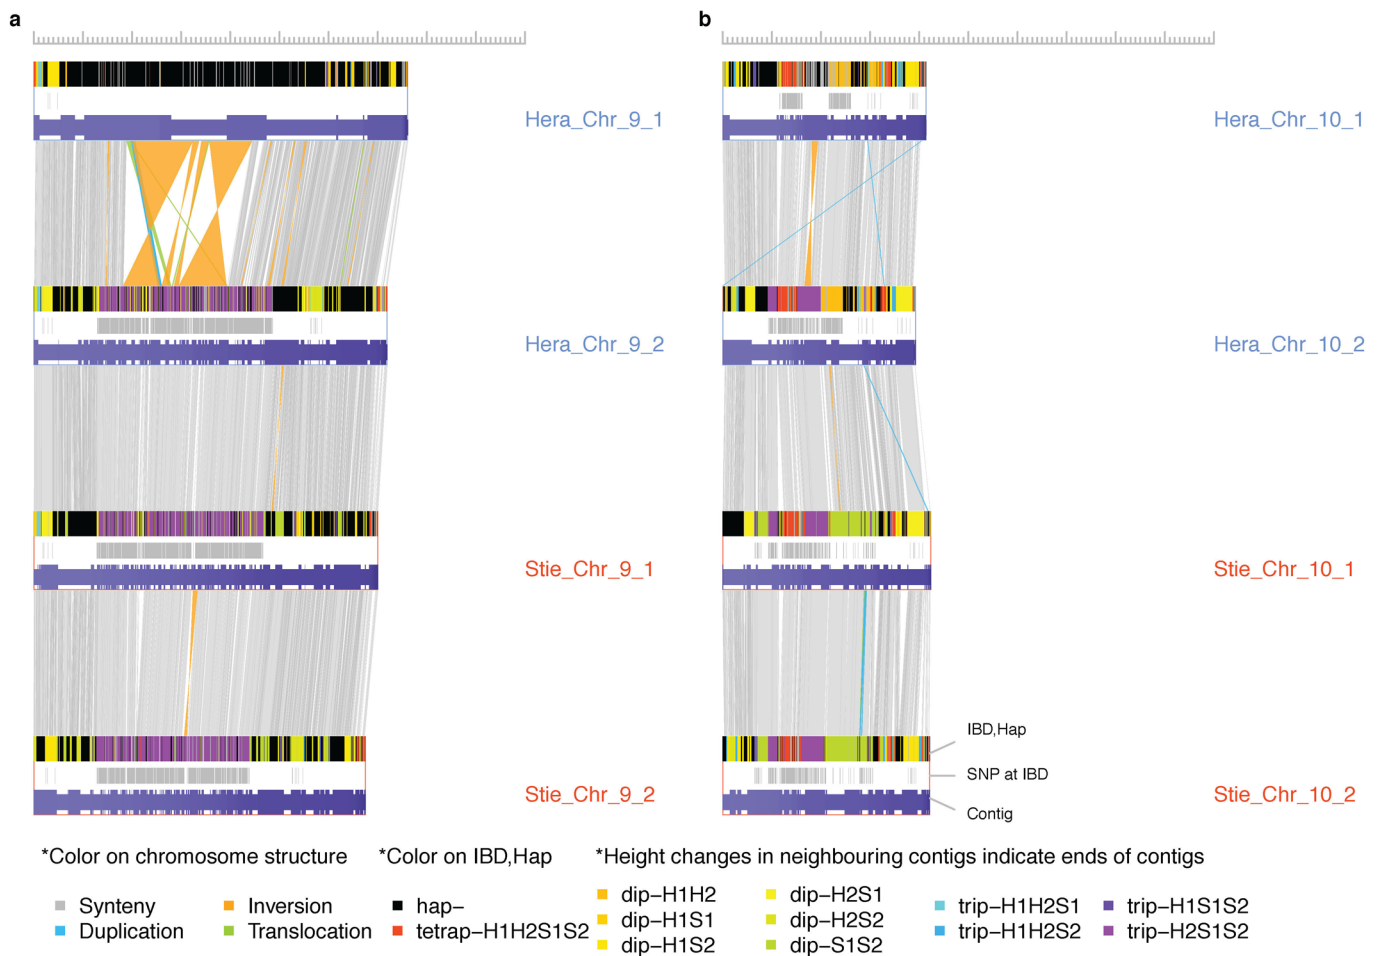 a
b
Hera_Chr_9_1
Hera_Chr_10_1
Hera_Chr_9_2
Hera_Chr_10_2
Stie_Chr_9_1
Stie_Chr_10_1
IBD,Hap
SNP at IBD
Stie_Chr_9_2
Stie_Chr_10_2
Contig
*Color on chromosome structure
*Color on IBD,Hap
*Height changes in neighbouring contigs indicate ends of contigs
Synteny
Inversion
Duplication
Translocation
hap−
tetrap−H1H2S1S2
dip−H1H2
dip−H1S1
dip−H1S2
dip−H2S1
dip−H2S2
dip−S1S2
trip−H1H2S1
trip−H1H2S2
trip−H1S1S2
trip−H2S1S2